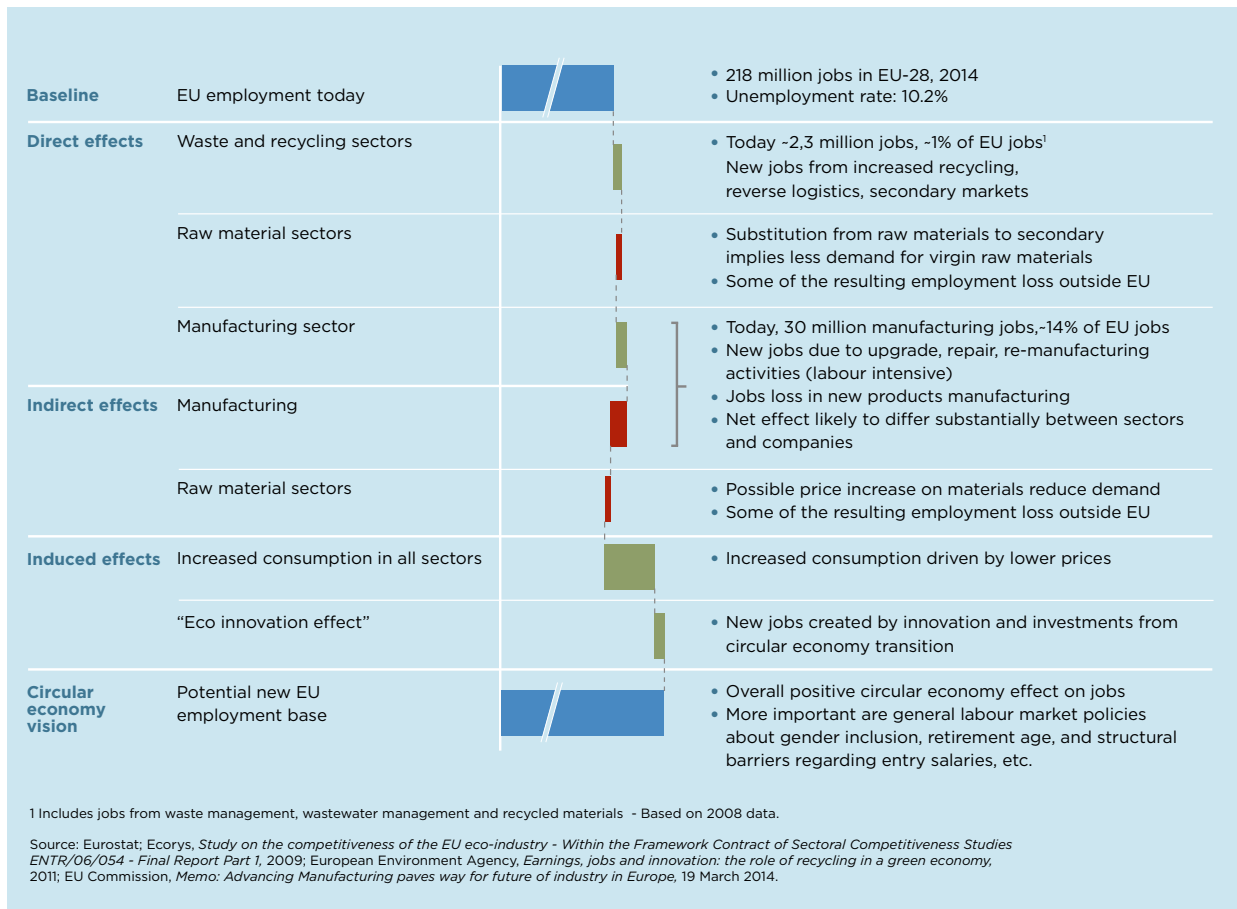 Baseline
EU employment today
• 218 million jobs in EU-28, 2014
• Unemployment rate: 10.2%
Direct effects
Waste and recycling sectors
• Today ~2,3 million jobs, ~1% of EU jobs1
New jobs from increased recycling,
reverse logistics, secondary markets
Raw material sectors
• Substitution from raw materials to secondary
implies less demand for virgin raw materials
• Some of the resulting employment loss outside EU
Manufacturing sector
• Today, 30 million manufacturing jobs,~14% of EU jobs
• New jobs due to upgrade, repair, re-manufacturing
activities (labour intensive)
• Jobs loss in new products manufacturing
• Net effect likely to differ substantially between sectors
and companies
Indirect effects
Manufacturing
Raw material sectors
• Possible price increase on materials reduce demand
• Some of the resulting employment loss outside EU
Induced effects
Increased consumption in all sectors
• Increased consumption driven by lower prices
“Eco innovation effect”
• New jobs created by innovation and investments from
circular economy transition
Circular
economy
vision
Potential new EU
employment base
• Overall positive circular economy effect on jobs
• More important are general labour market policies
about gender inclusion, retirement age, and structural
barriers regarding entry salaries, etc.
1 Includes jobs from waste management, wastewater management and recycled materials - Based on 2008 data.
Source: Eurostat; Ecorys, Study on the competitiveness of the EU eco-industry - Within the Framework Contract of Sectoral Competitiveness Studies
ENTR/06/054 - Final Report Part 1, 2009; European Environment Agency, Earnings, jobs and innovation: the role of recycling in a green economy,
2011; EU Commission, Memo: Advancing Manufacturing paves way for future of industry in Europe, 19 March 2014.